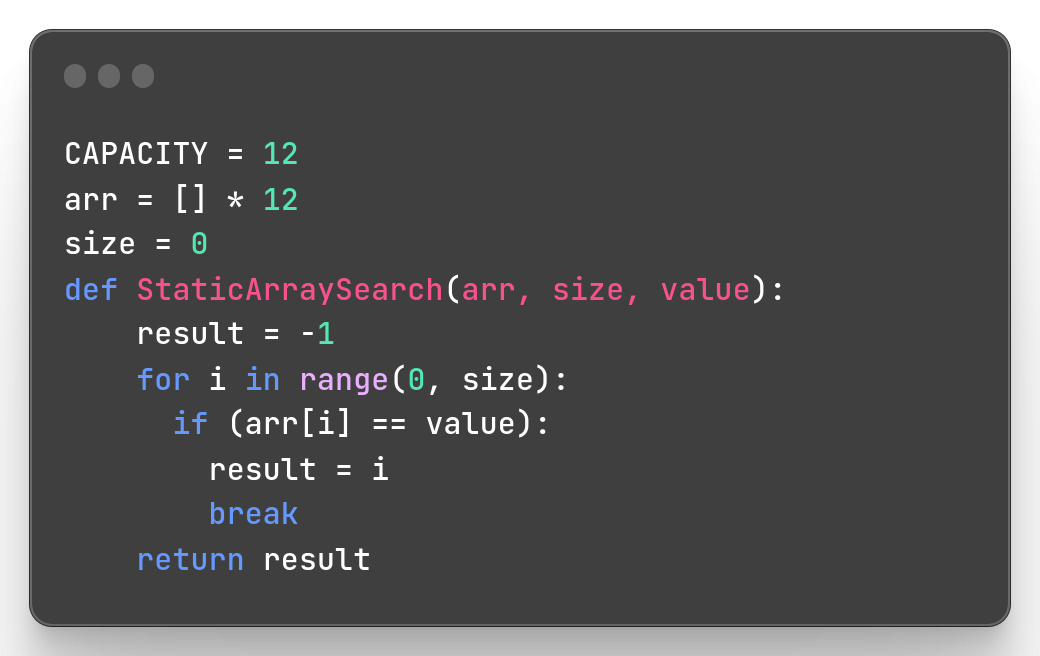 CAPACITY = 12
arr = [] * 12
size = 0
def StaticArraySearch(arr, size, value):
    result = -1
    for i in range(0, size):
      if (arr[i] == value):
        result = i
        break
    return result